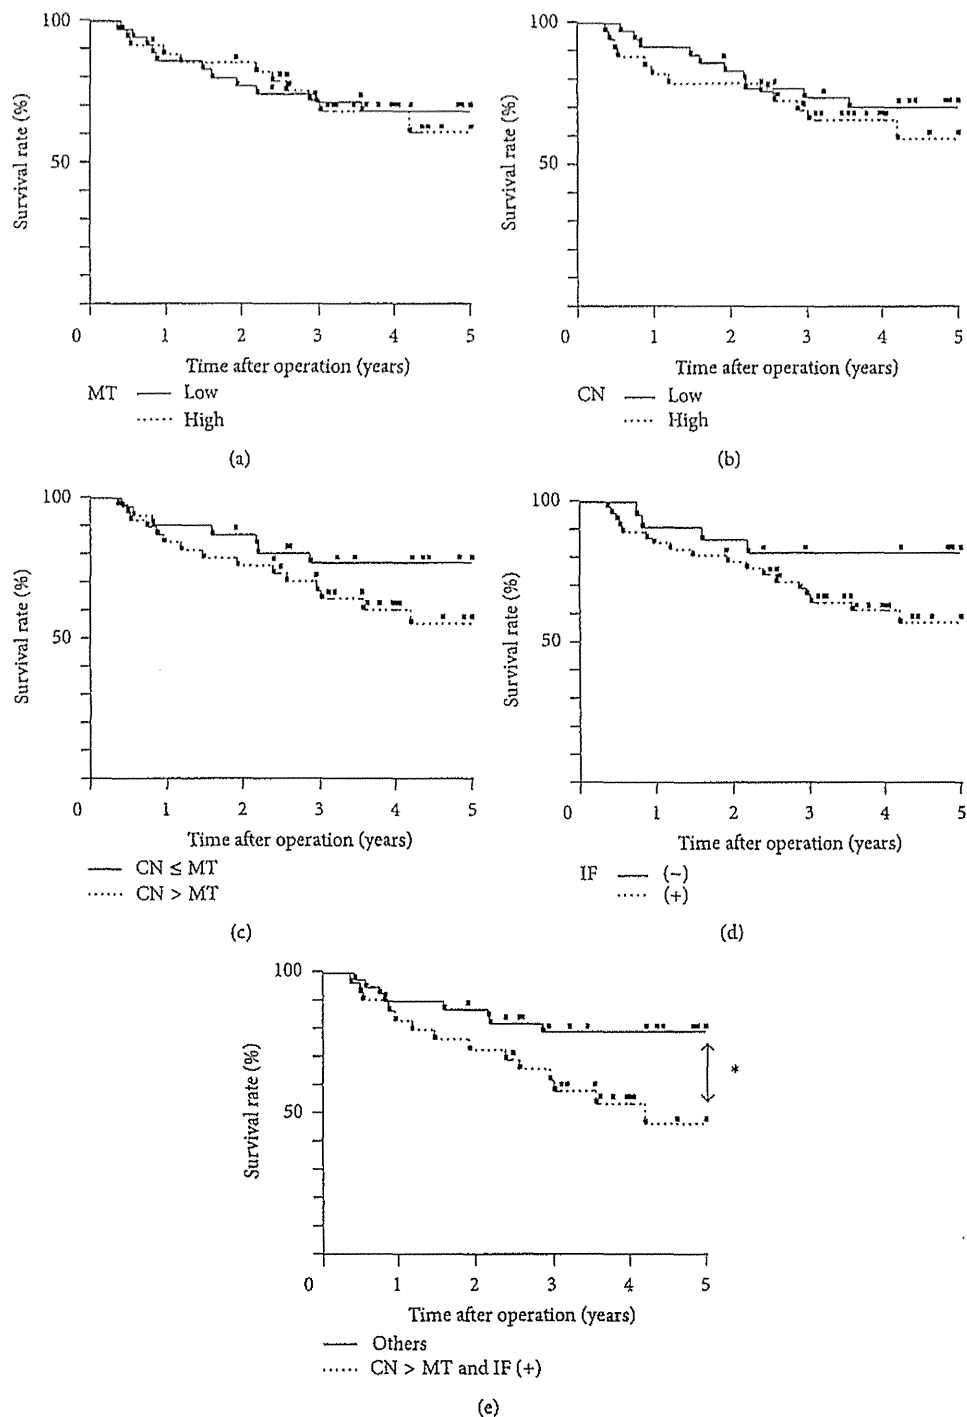 100
50
Survival rate (%)
0 1 2 3 4 5
Time after operation (years)
MT Low
High
(a)
100
50
Survival rate (%)
0 1 2 3 4 5
Time after operation (years)
CN Low
High
(b)
100
50
Survival rate (%)
0 1 2 3 4 5
Time after operation (years)
CN ≤ MT
CN > MT
(c)
100
50
Survival rate (%)
0 1 2 3 4 5
Time after operation (years)
IF (−)
(+)
(d)
100
50
Survival rate (%)
*
0 1 2 3 4 5
Time after operation (years)
Others
CN > MT and IF (+)
(e)